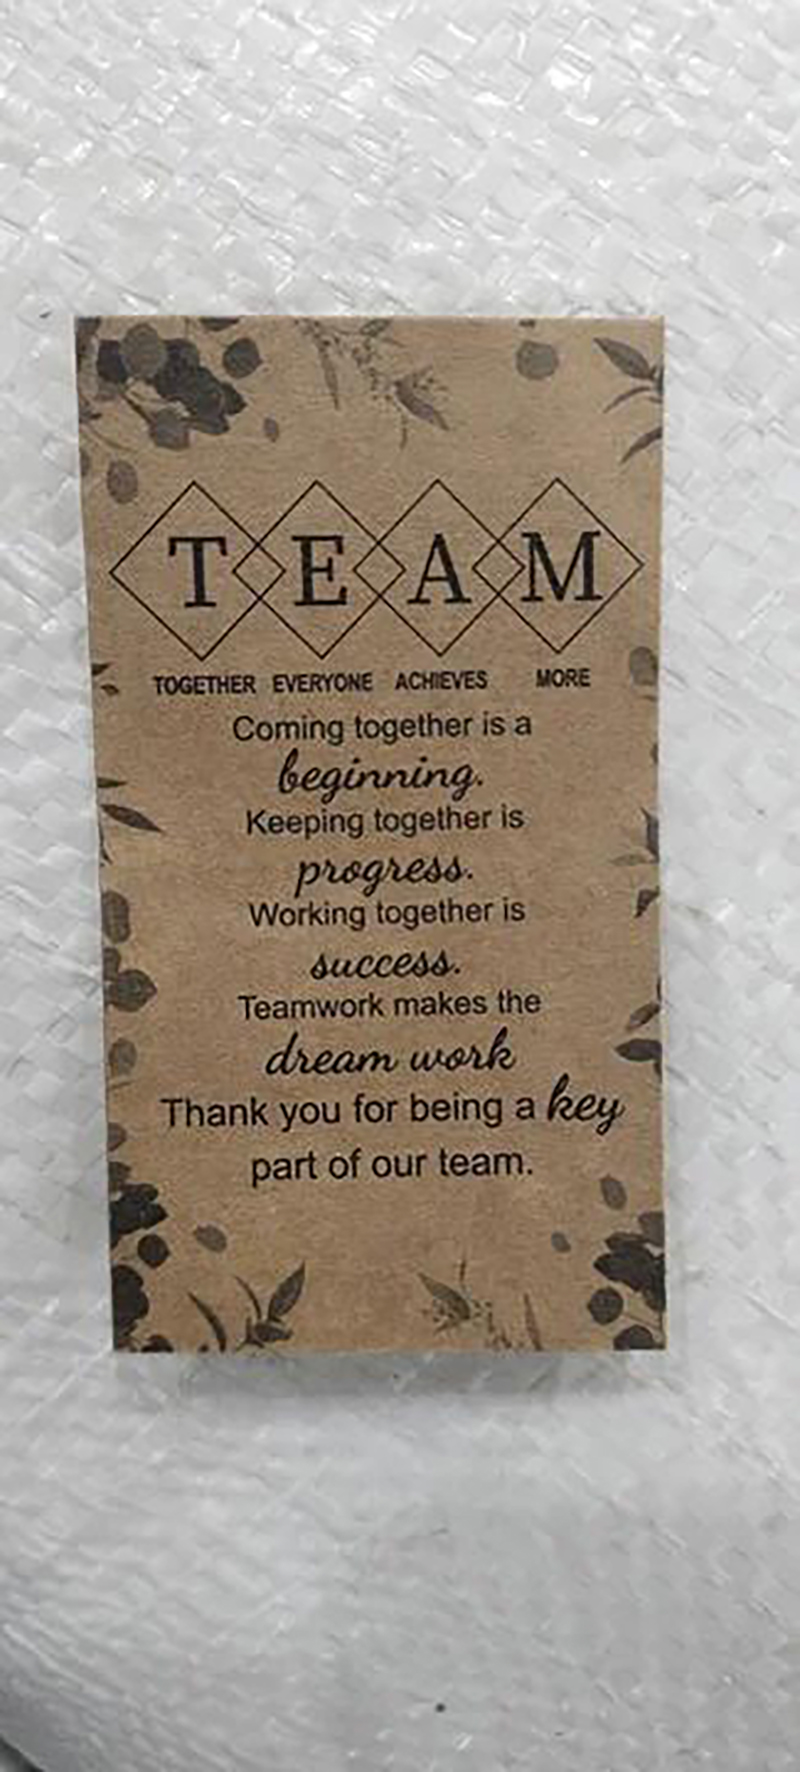 T E A M
TOGETHER EVERYONE ACHIEVES MORE
Coming together is a
beginning.
Keeping together is
progress.
Working together is
success.
Teamwork makes the
dream work
Thank you for being a key
part of our team.